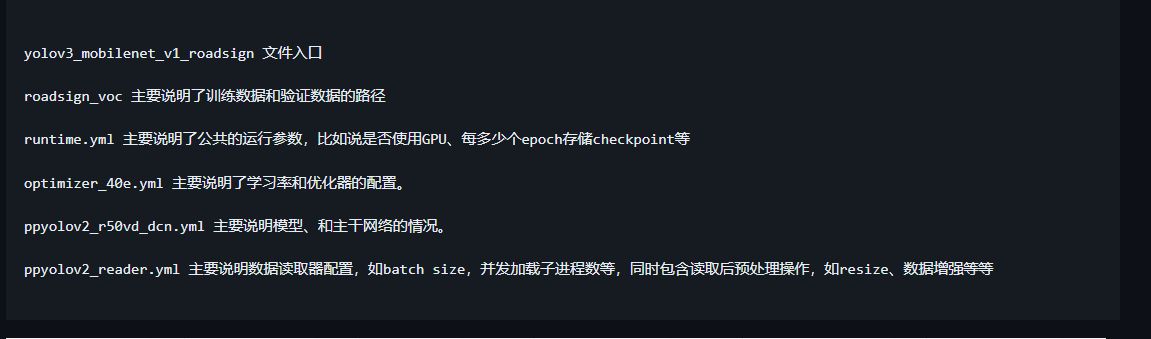 yolov3_mobilenet_v1_roadsign 文件入口
roadsign_voc 主要说明了训练数据和验证数据的路径
runtime.yml 主要说明了公共的运行参数，比如说是否使用GPU、每多少个epoch存储checkpoint等
optimizer_40e.yml 主要说明了学习率和优化器的配置。
ppyolov2_r50vd_dcn.yml 主要说明模型、和主干网络的情况。
ppyolov2_reader.yml 主要说明数据读取器配置，如batch size，并发加载子进程数等，同时包含读取后预处理操作，如resize、数据增强等等